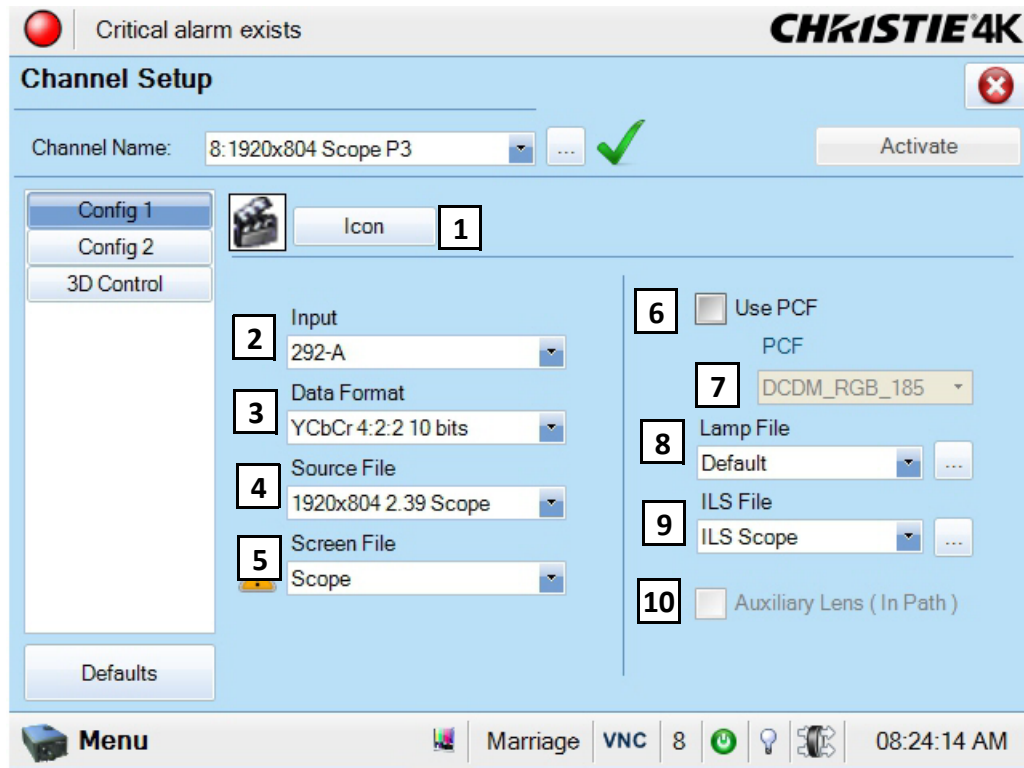 Critical alarm exists
CHRISTIE 4K
Channel Setup
Channel Name:
8:1920x804 Scope P3
...
Activate
Config 1
Config 2
3D Control
Icon
1
2
Input
292-A
3
Data Format
YCbCr 4:2:2 10 bits
4
Source File
1920x804 2.39 Scope
5
Screen File
Scope
6
Use PCF
PCF
7
DCDM_RGB_185
8
Lamp File
Default
...
9
ILS File
ILS Scope
...
10
Auxiliary Lens ( In Path )
Defaults
Menu
Marriage
VNC
8
08:24:14 AM